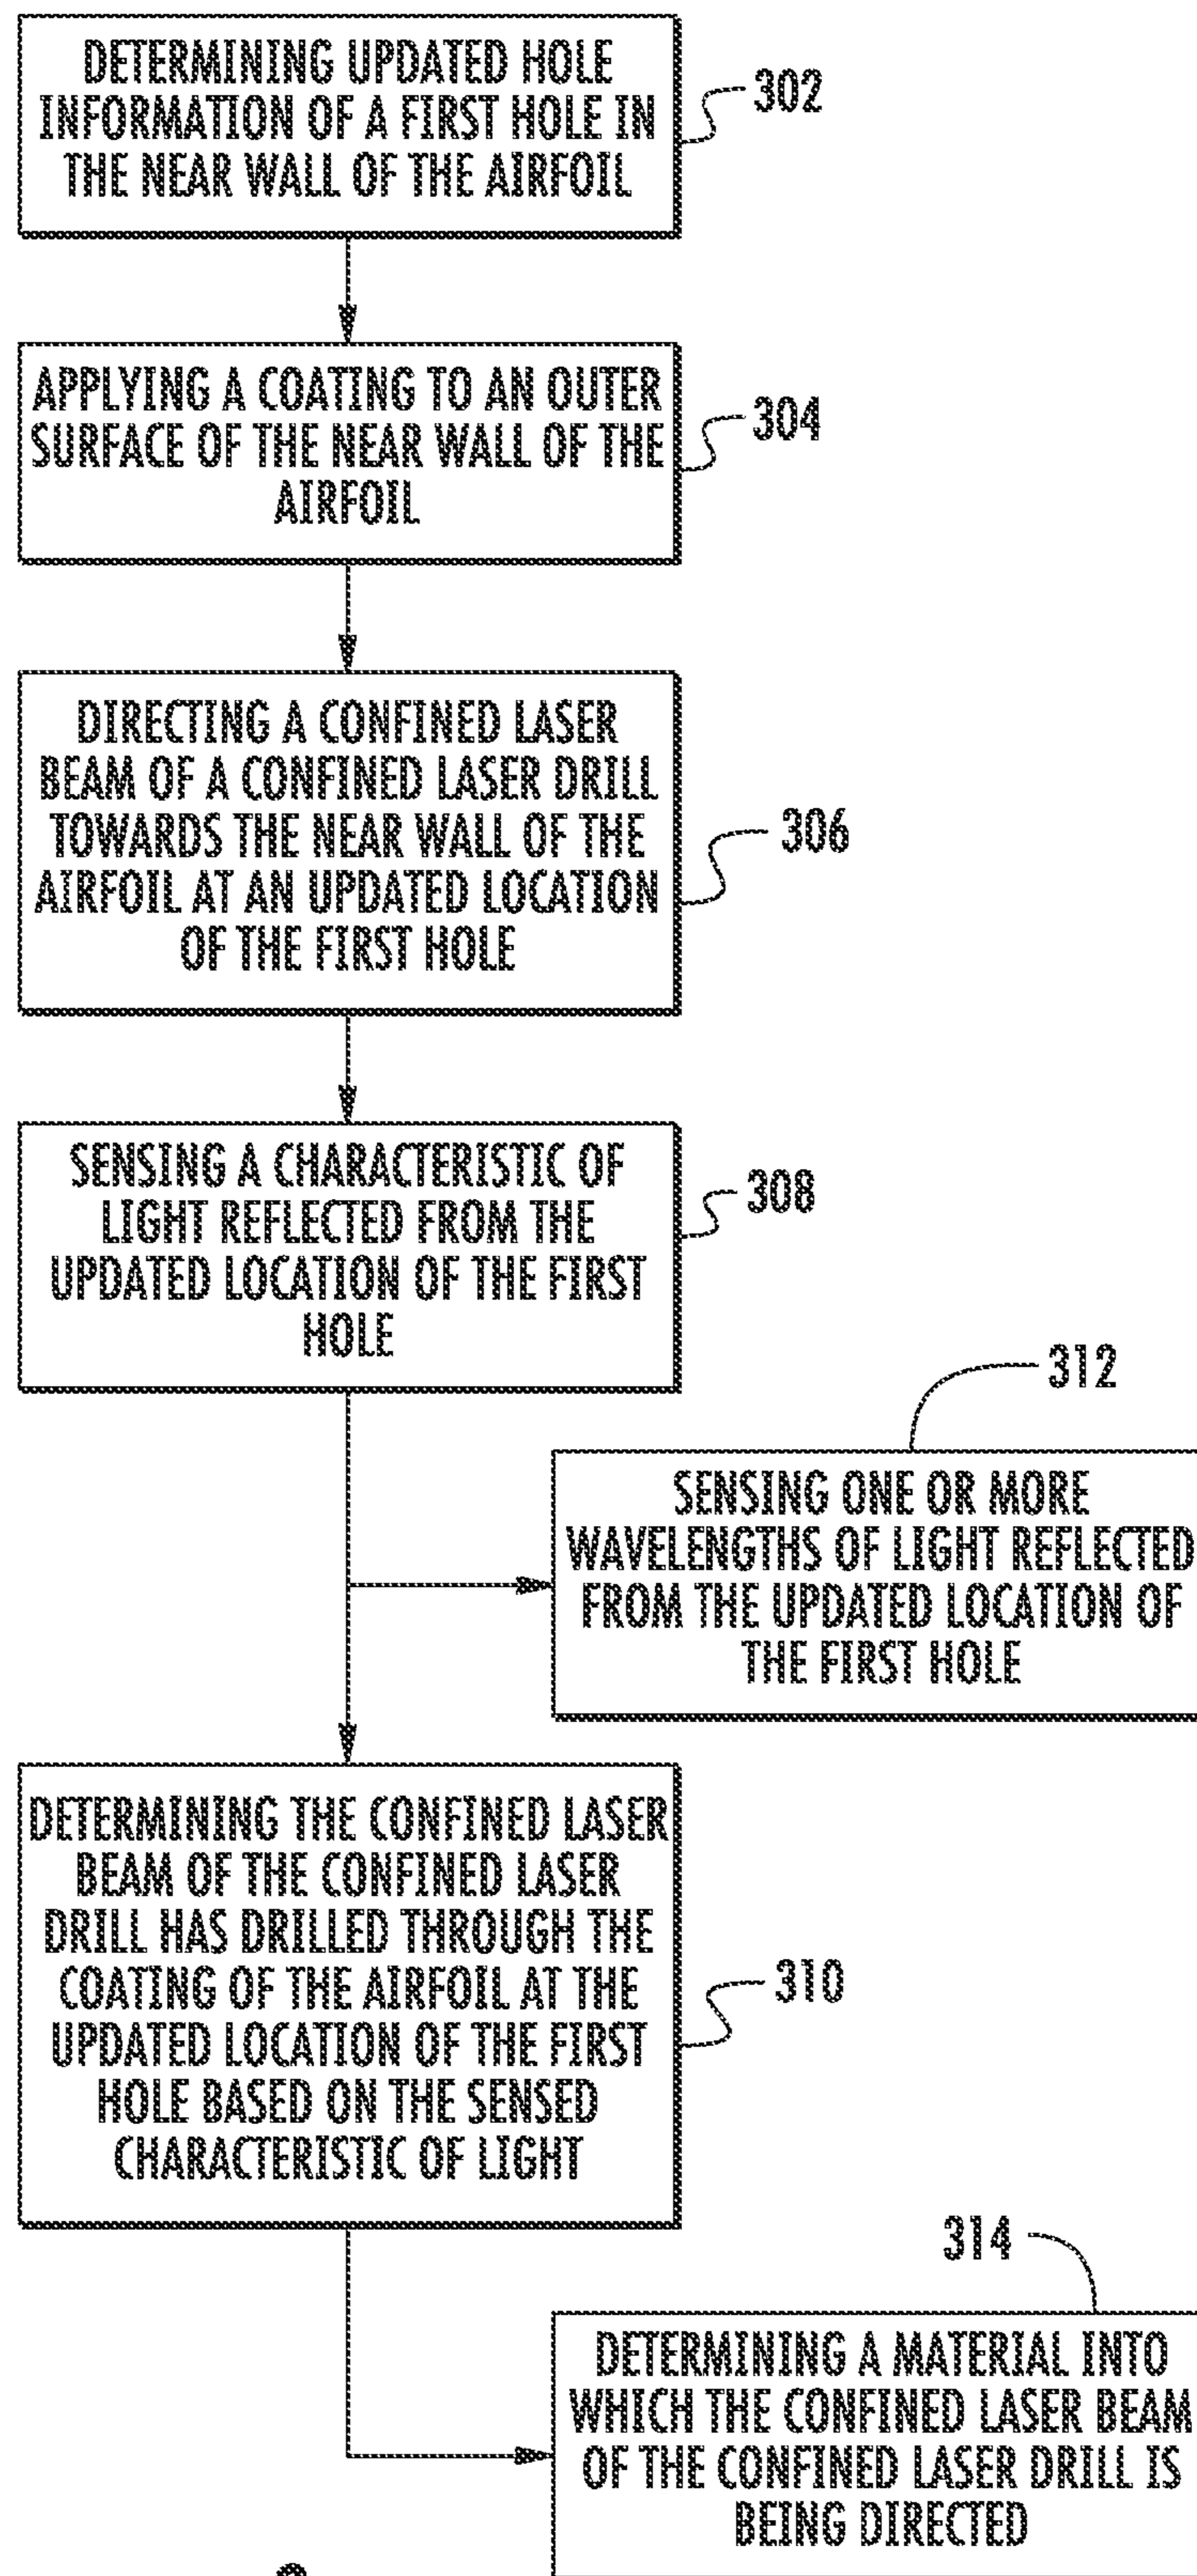 DETERMINING UPDATED HOLE
INFORMATION OF A FIRST HOLE IN
THE NEAR WALL OF THE AIRFOIL
302
APPLYING A COATING TO AN OUTER
SURFACE OF THE NEAR WALL OF THE
AIRFOIL
304
DIRECTING A CONFINED LASER
BEAM OF A CONFINED LASER DRILL
TOWARDS THE NEAR WALL OF THE
AIRFOIL AT AN UPDATED LOCATION
OF THE FIRST HOLE
306
SENSING A CHARACTERISTIC OF
LIGHT REFLECTED FROM THE
UPDATED LOCATION OF THE FIRST
HOLE
308
312
SENSING ONE OR MORE
WAVELENGTHS OF LIGHT REFLECTED
FROM THE UPDATED LOCATION OF
THE FIRST HOLE
DETERMINING THE CONFINED LASER
BEAM OF THE CONFINED LASER
DRILL HAS DRILLED THROUGH THE
COATING OF THE AIRFOIL AT THE
UPDATED LOCATION OF THE FIRST
HOLE BASED ON THE SENSED
CHARACTERISTIC OF LIGHT
310
314
DETERMINING A MATERIAL INTO
WHICH THE CONFINED LASER BEAM
OF THE CONFINED LASER DRILL IS
BEING DIRECTED